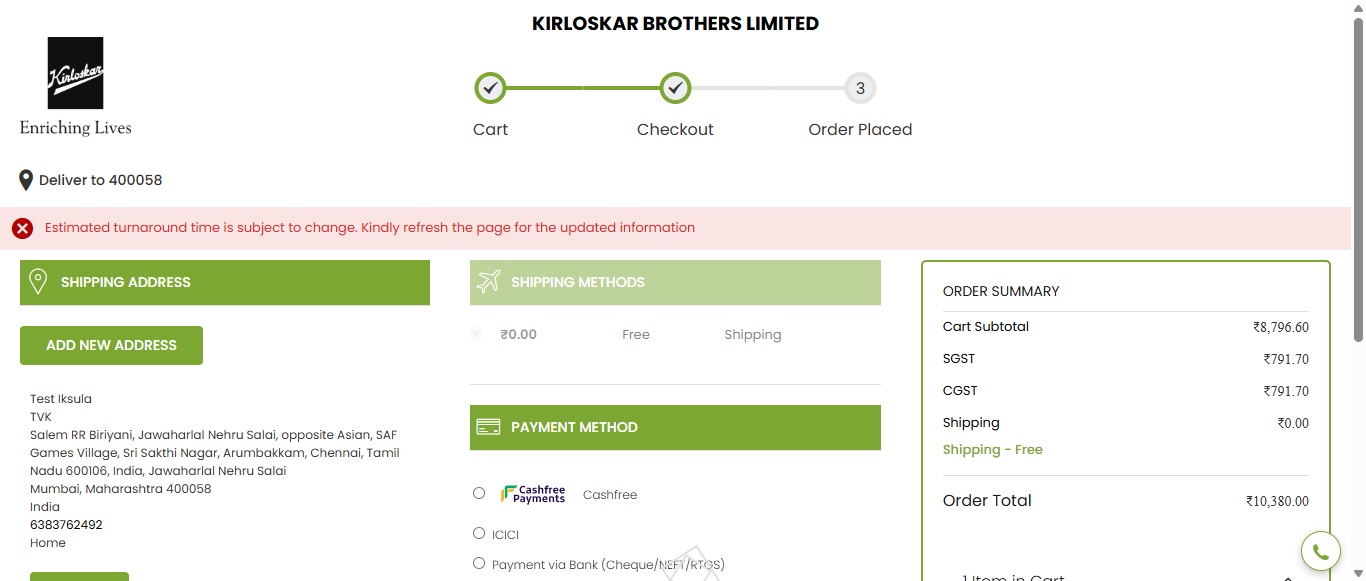 KIRLOSKAR BROTHERS LIMITED
Kirloskar
Enriching Lives
3
Cart
Checkout
Order Placed
Deliver to 400058
Estimated turnaround time is subject to change. Kindly refresh the page for the updated information
SHIPPING ADDRESS
ADD NEW ADDRESS
Test Iksula
TVK
Salem RR Biriyani, Jawaharlal Nehru Salai, opposite Asian, SAF
Games Village, Sri Sakthi Nagar, Arumbakkam, Chennai, Tamil
Nadu 600106, India, Jawaharlal Nehru Salai
Mumbai, Maharashtra 400058
India
6383762492
Home
SHIPPING METHODS
₹0.00 Free Shipping
PAYMENT METHOD
Cashfree Payments Cashfree
ICICI
Payment via Bank (Cheque/NEFT/RTGS)
ORDER SUMMARY
Cart Subtotal ₹8,796.60
SGST ₹791.70
CGST ₹791.70
Shipping ₹0.00
Shipping - Free
Order Total ₹10,380.00
1 Item in Cart